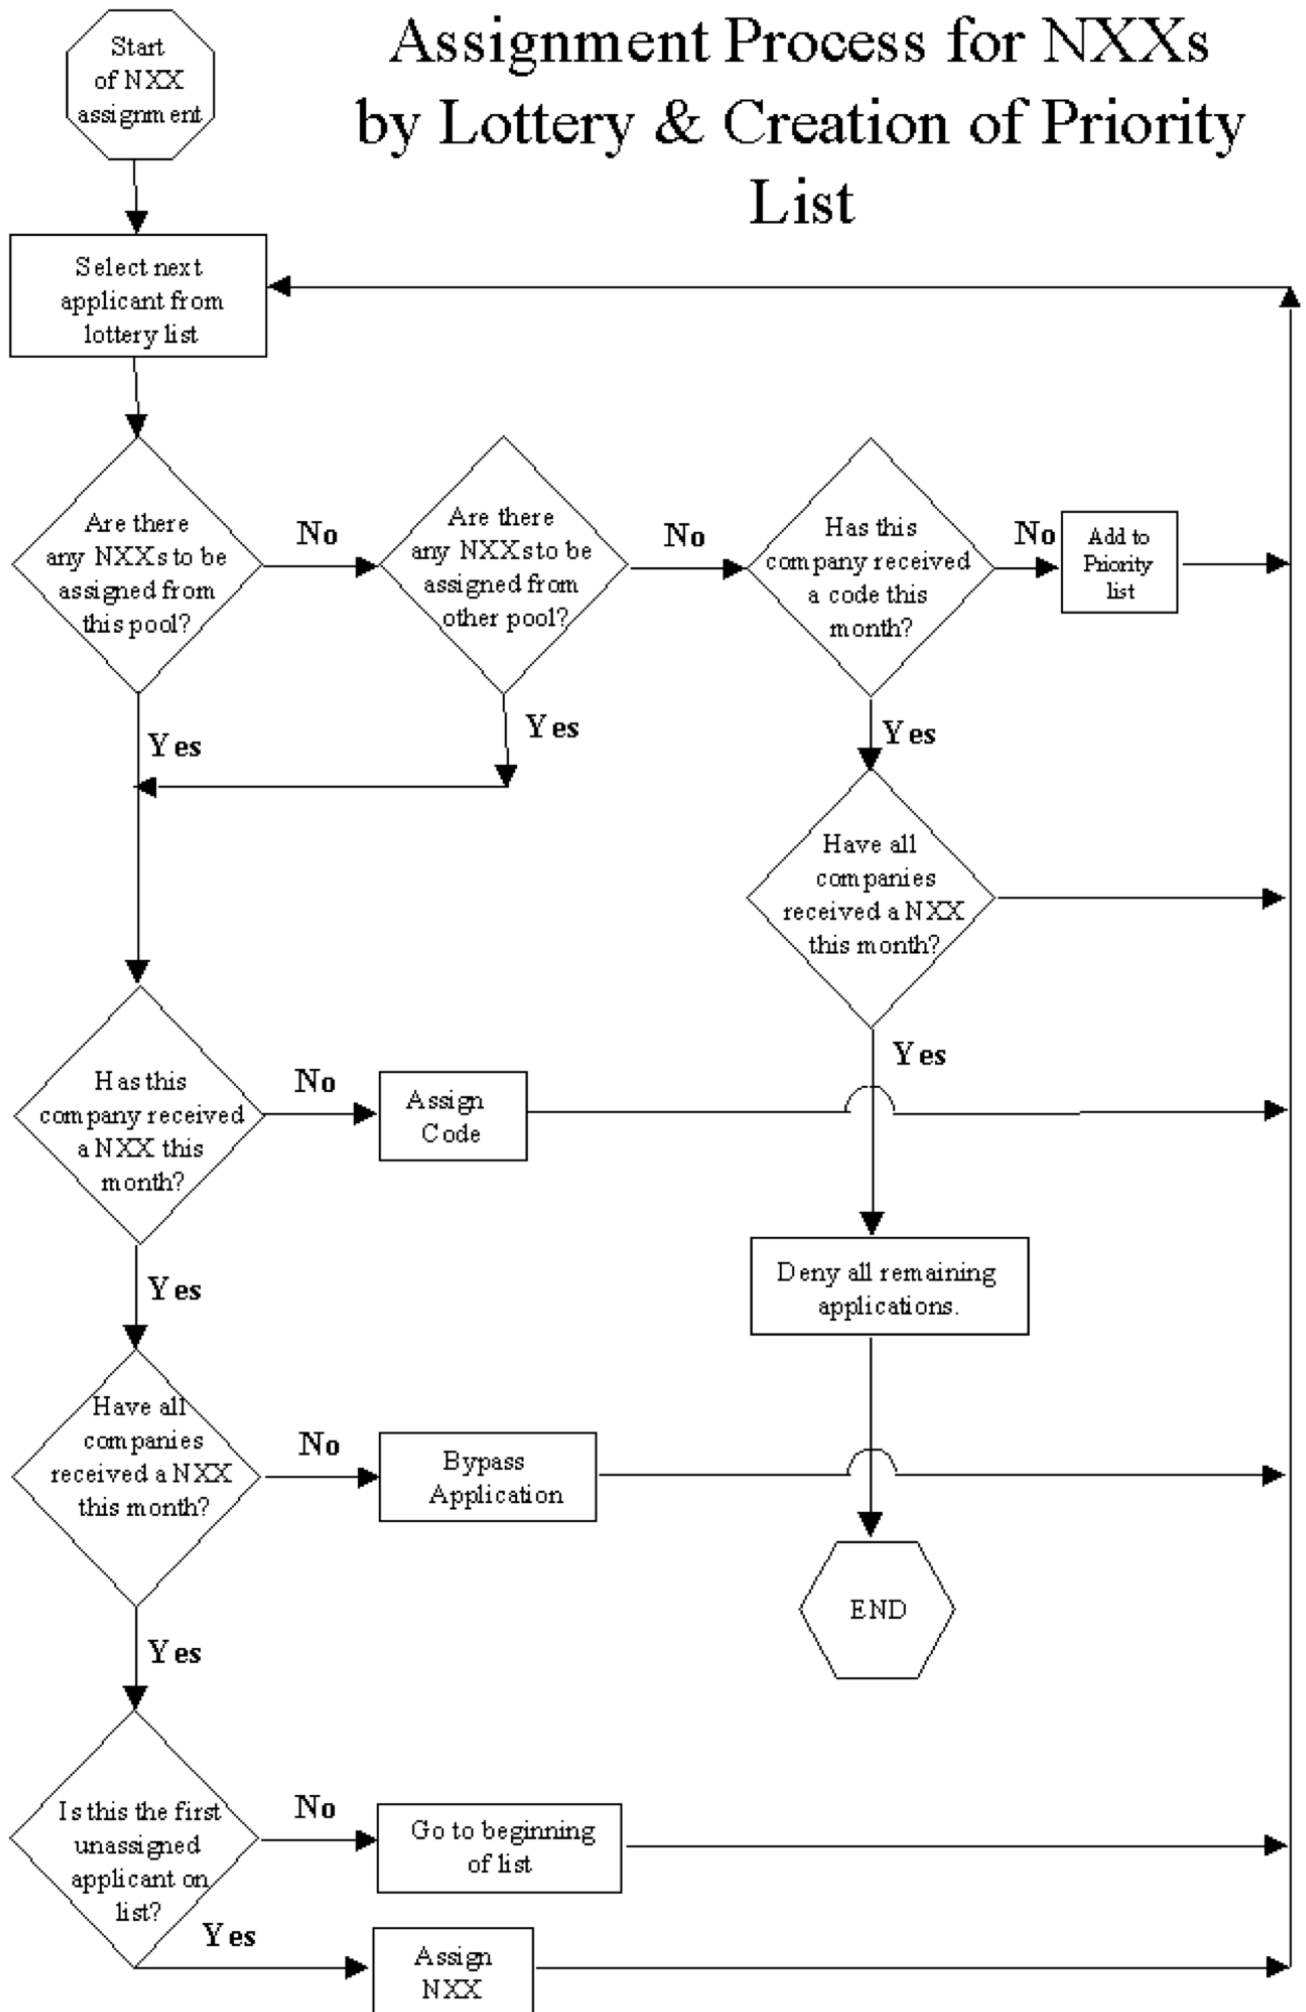 Assignment Process for NXXs
by Lottery & Creation of Priority
List
Start
of NXX
assignment
Select next
applicant from
lottery list
Are there
any NXXs to be
assigned from
this pool?
No
Are there
any NXXs to be
assigned from
other pool?
No
Has this
company received
a code this
month?
No
Add to
Priority
list
Yes
Yes
Yes
Have all
companies
received a NXX
this month?
Yes
Has this
company received
a NXX this
month?
No
Assign
Code
Deny all remaining
applications.
Yes
Have all
companies
received a NXX
this month?
No
Bypass
Application
END
Yes
Is this the first
unassigned
applicant on
list?
No
Go to beginning
of list
Yes
Assign
NXX